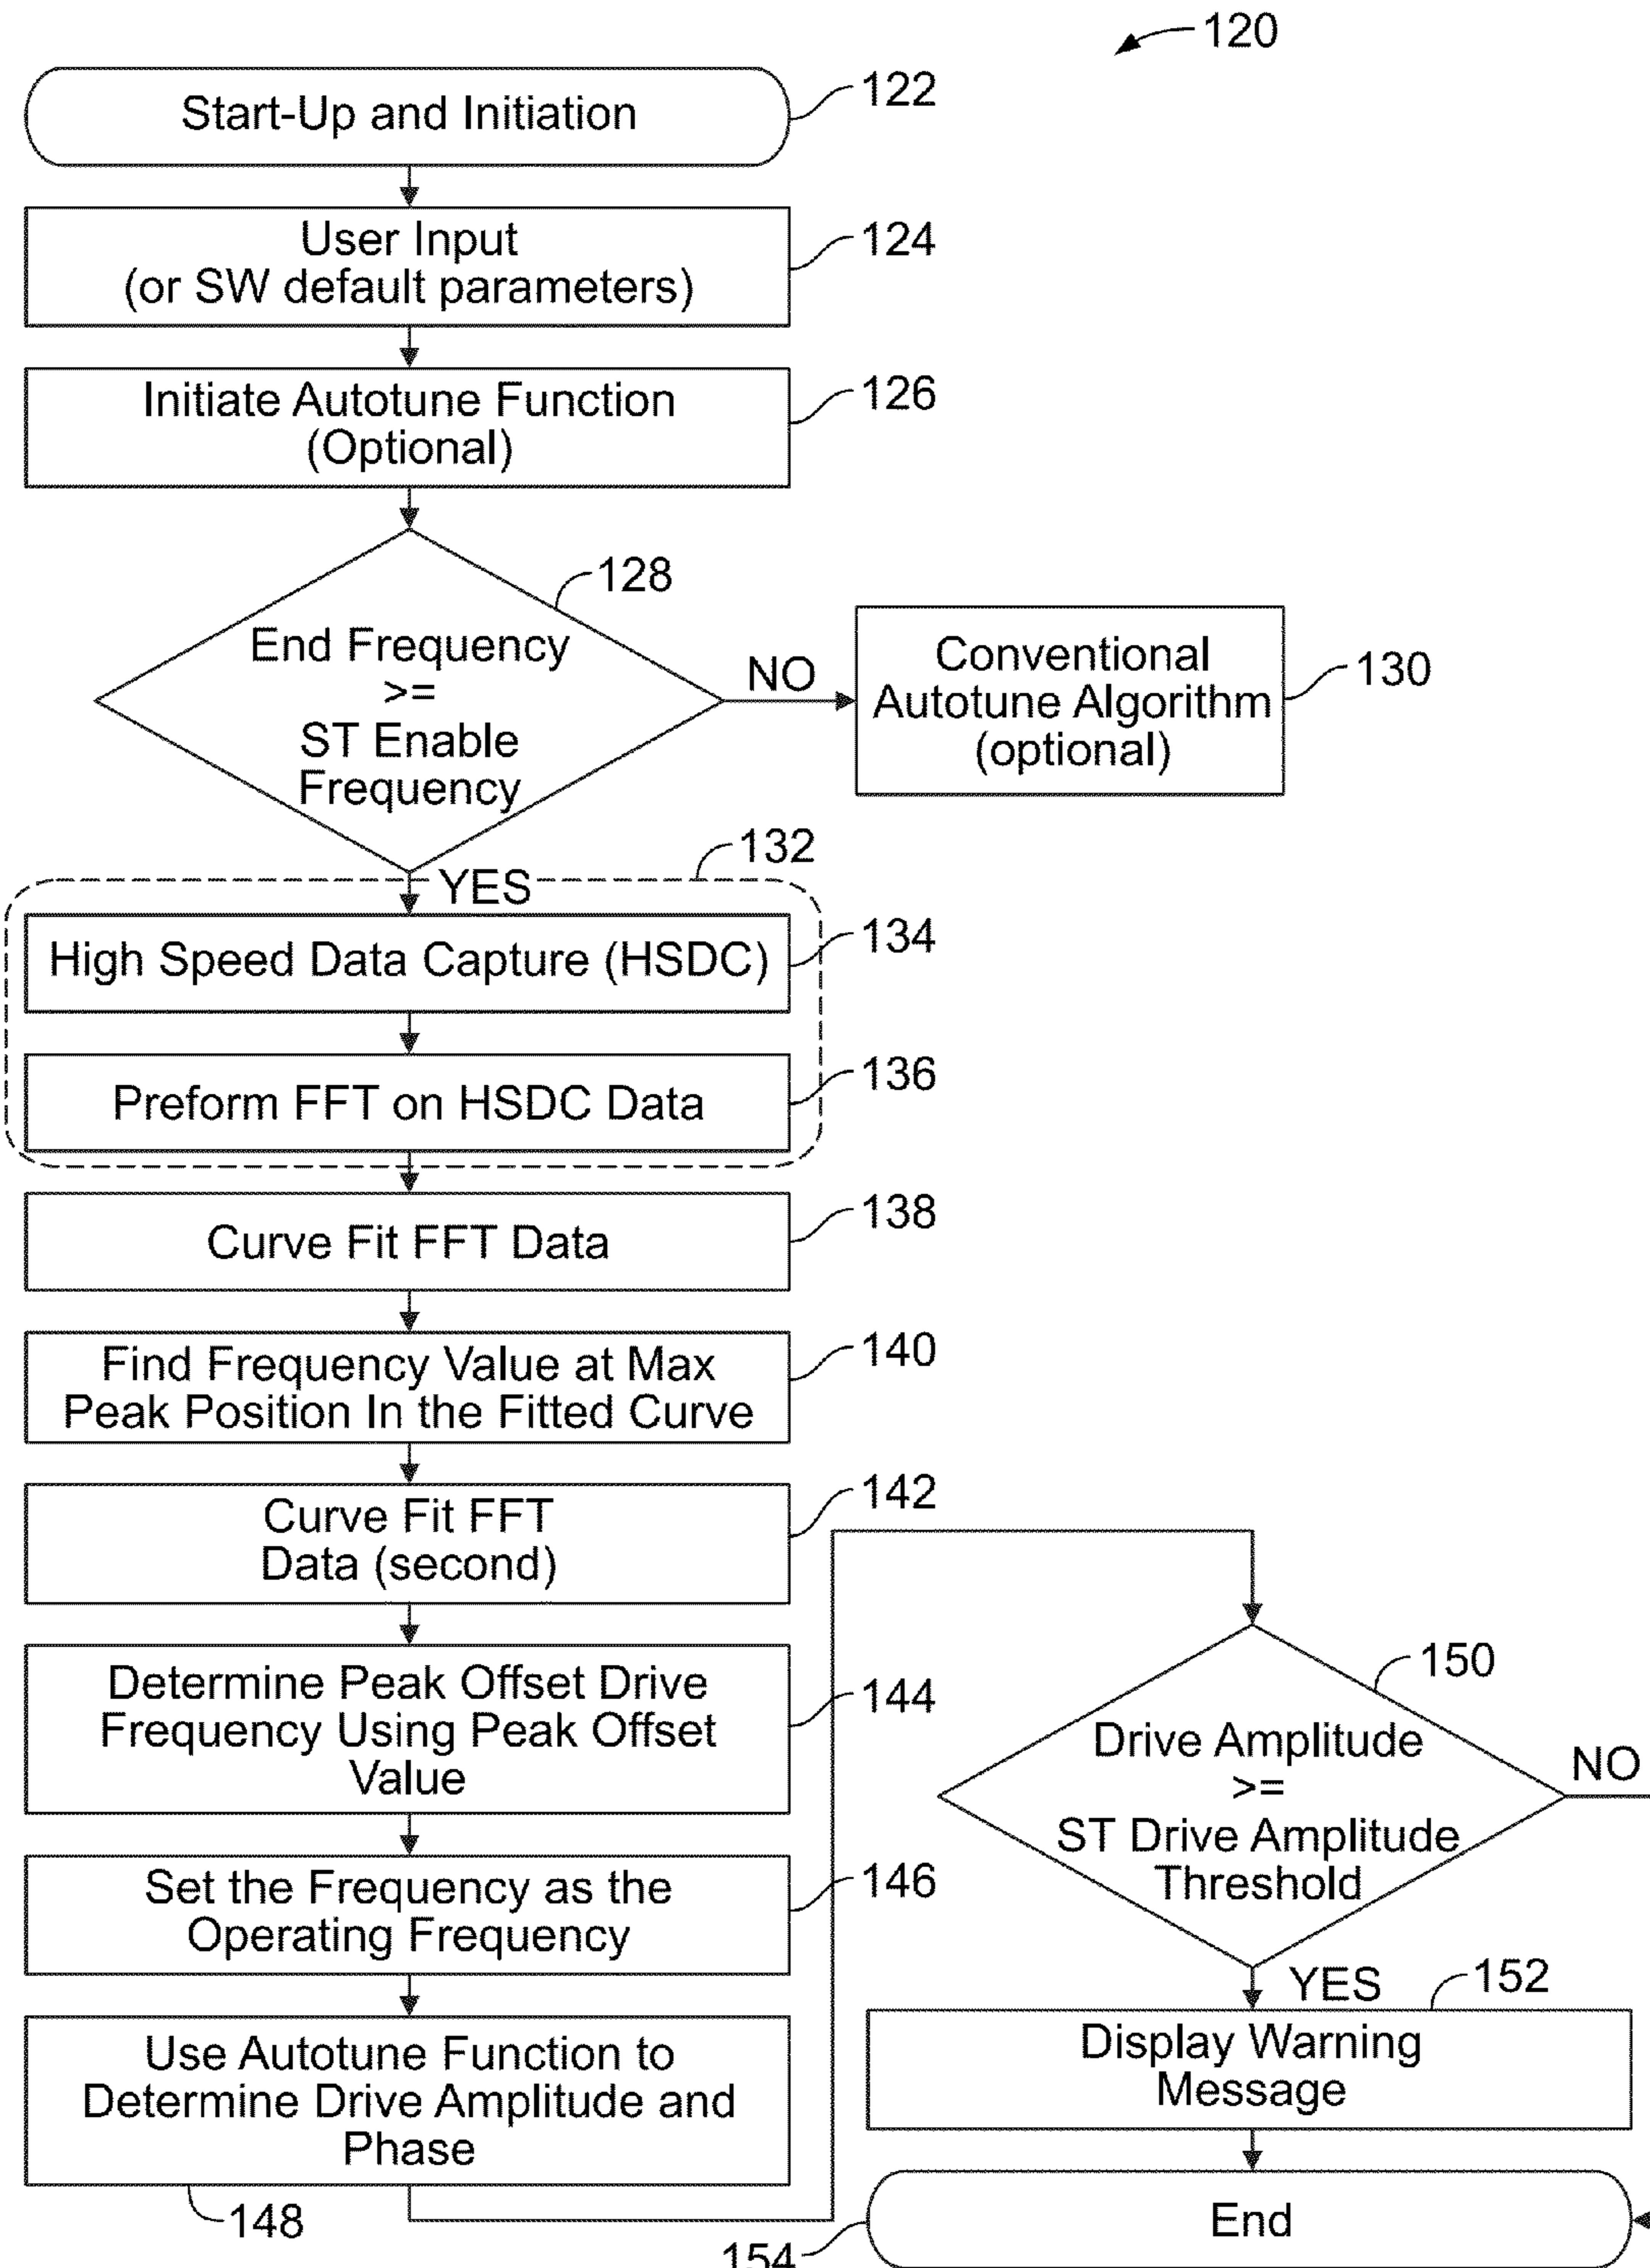 120
Start-Up and Initiation
122
User Input
(or SW default parameters)
124
Initiate Autotune Function
(Optional)
126
128
End Frequency
>=
ST Enable
Frequency
NO
Conventional
Autotune Algorithm
(optional)
130
132
YES
High Speed Data Capture (HSDC)
134
Preform FFT on HSDC Data
136
Curve Fit FFT Data
138
Find Frequency Value at Max
Peak Position In the Fitted Curve
140
Curve Fit FFT
Data (second)
142
Determine Peak Offset Drive
Frequency Using Peak Offset
Value
144
Set the Frequency as the
Operating Frequency
146
Use Autotune Function to
Determine Drive Amplitude and
Phase
148
150
Drive Amplitude
>=
ST Drive Amplitude
Threshold
NO
YES
152
Display Warning
Message
End
154